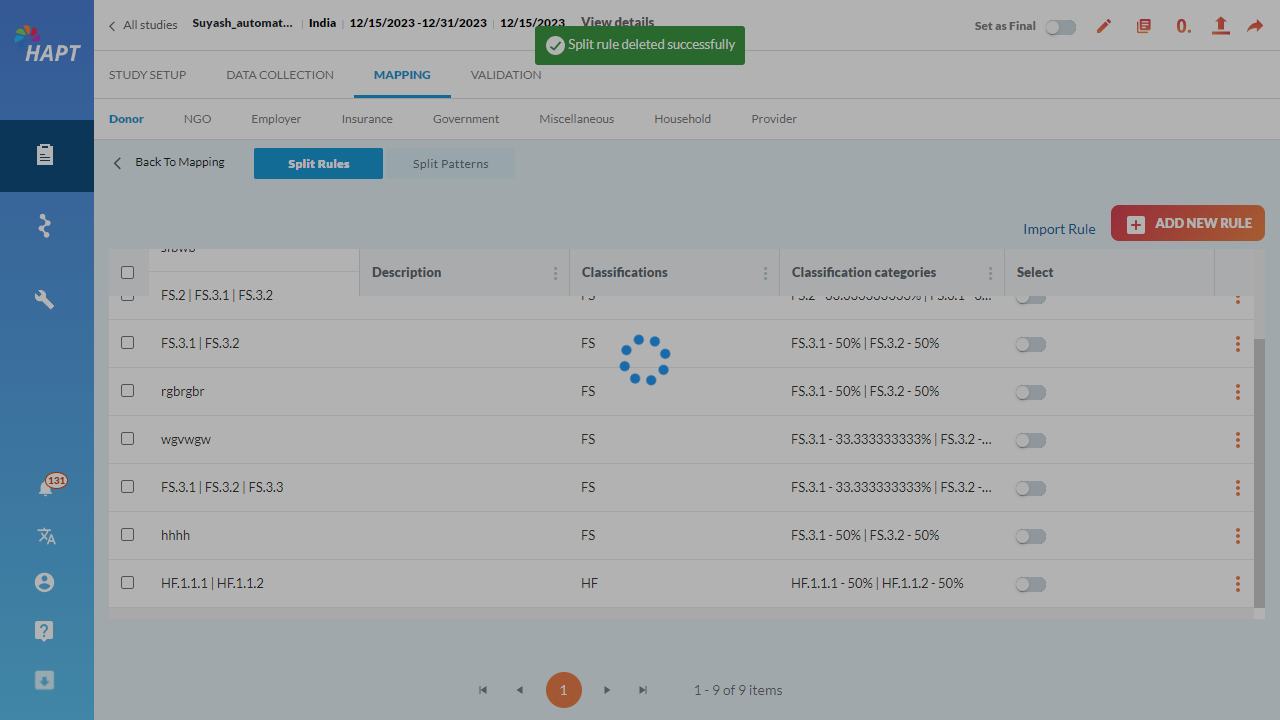 HAPT
All studies
Suyash_automat...
India
12/15/2023 -12/31/2023
12/15/2023
View details
Split rule deleted successfully
Set as Final
0.
STUDY SETUP
DATA COLLECTION
MAPPING
VALIDATION
Donor
NGO
Employer
Insurance
Government
Miscellaneous
Household
Provider
Back To Mapping
Split Rules
Split Patterns
Import Rule
ADD NEW RULE
Description
Classifications
Classification categories
Select
FS.2 | FS.3.1 | FS.3.2
FS
FS.2 - 33.333333333% | FS.3.1 - 3...
FS.3.1 | FS.3.2
FS
FS.3.1 - 50% | FS.3.2 - 50%
rgbrgbr
FS
FS.3.1 - 50% | FS.3.2 - 50%
wgvwgw
FS
FS.3.1 - 33.333333333% | FS.3.2 -...
FS.3.1 | FS.3.2 | FS.3.3
FS
FS.3.1 - 33.333333333% | FS.3.2 -...
hhhh
FS
FS.3.1 - 50% | FS.3.2 - 50%
HF.1.1.1 | HF.1.1.2
HF
HF.1.1.1 - 50% | HF.1.1.2 - 50%
131
1
1 - 9 of 9 items